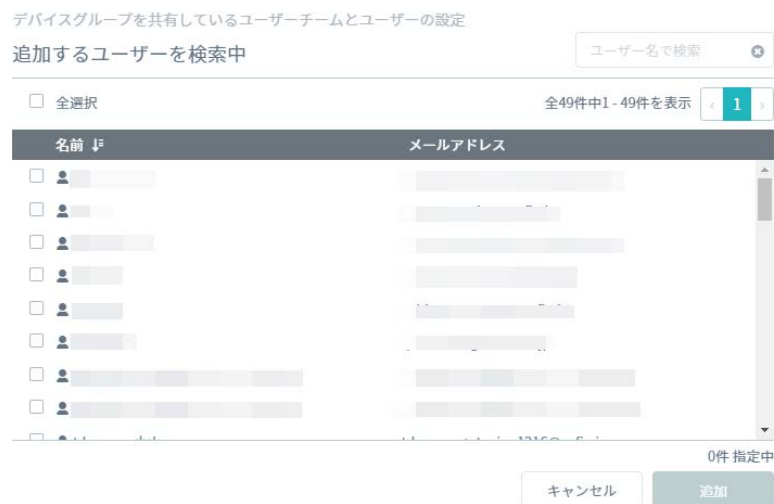 デバイスグループを共有しているユーザーチームとユーザーの設定
追加するユーザーを検索中
ユーザー名で検索
全選択
全49件中1 - 49件を表示 ‹ 1 ›
名前 メールアドレス
0件 指定中
キャンセル 追加